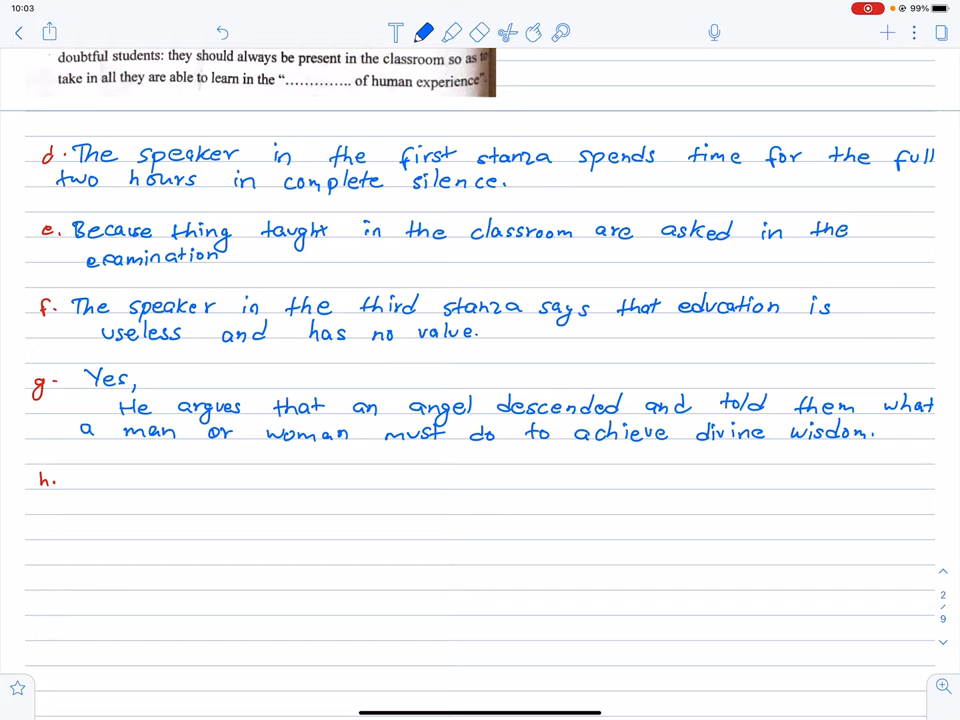 10:03
99%
doubtful students: they should always be present in the classroom so as to
take in all they are able to learn in the ".............. of human experience".
d. The speaker in the first stanza spends time for the full
two hours in complete silence.
e. Because thing taught in the classroom are asked in the
examination
f. The speaker in the third stanza says that education is
useless and has no value.
g. Yes,
He argues that an angel descended and told them what
a man or woman must do to achieve divine wisdom.
h.
2
/
9